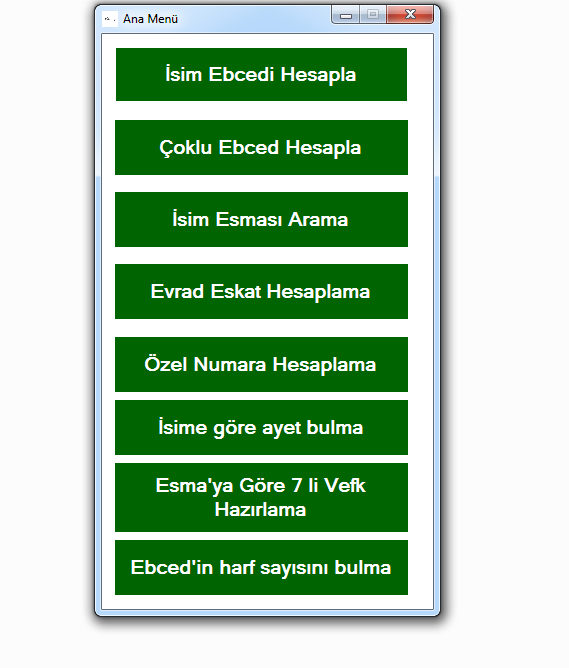 Ana Menü
İsim Ebcedi Hesapla
Çoklu Ebced Hesapla
İsim Esması Arama
Evrad Eskat Hesaplama
Özel Numara Hesaplama
İsime göre ayet bulma
Esma'ya Göre 7 li Vefk
Hazırlama
Ebced'in harf sayısını bulma